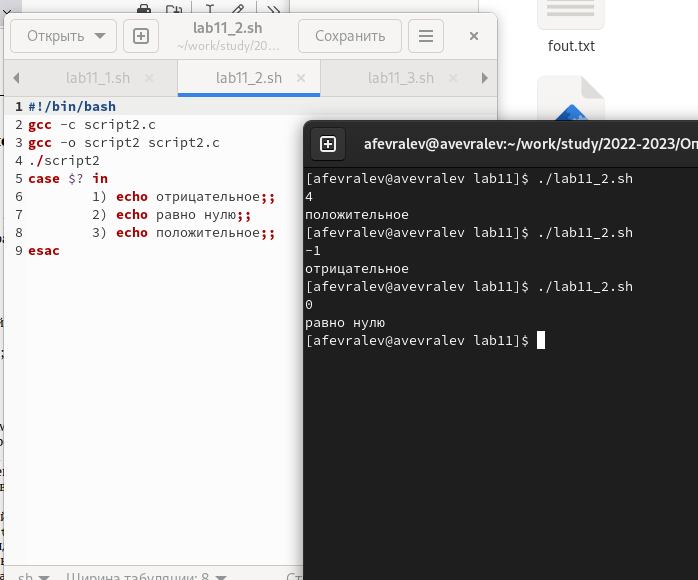 lab11_2.sh
Открыть
~/work/study/20...
Сохранить
fout.txt
lab11_1.sh
lab11_2.sh
lab11_3.sh
1 #!/bin/bash
2 gcc -c script2.c
3 gcc -o script2 script2.c
4 ./script2
5 case $? in
6 1) echo отрицательное;;
7 2) echo равно нулю;;
8 3) echo положительное;;
9 esac
sh
Ширина табуляции: 8
afevralev@avevralev:~/work/study/2022-2023/Оп
[afevralev@avevralev lab11]$ ./lab11_2.sh
4
положительное
[afevralev@avevralev lab11]$ ./lab11_2.sh
-1
отрицательное
[afevralev@avevralev lab11]$ ./lab11_2.sh
0
равно нулю
[afevralev@avevralev lab11]$